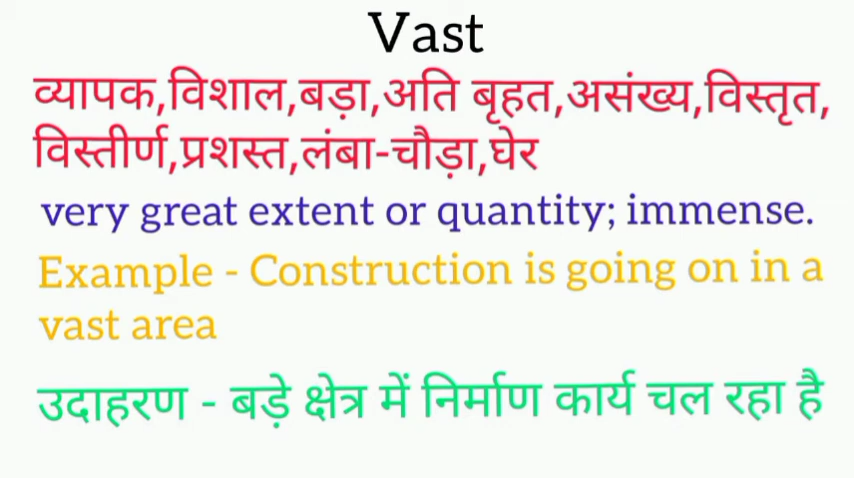 Vast
व्यापक,विशाल,बड़ा,अति बृहत,असंख्य,विस्तृत,
विस्तीर्ण,प्रशस्त,लंबा-चौड़ा,घेर
very great extent or quantity; immense.
Example - Construction is going on in a
vast area
उदाहरण - बड़े क्षेत्र में निर्माण कार्य चल रहा है